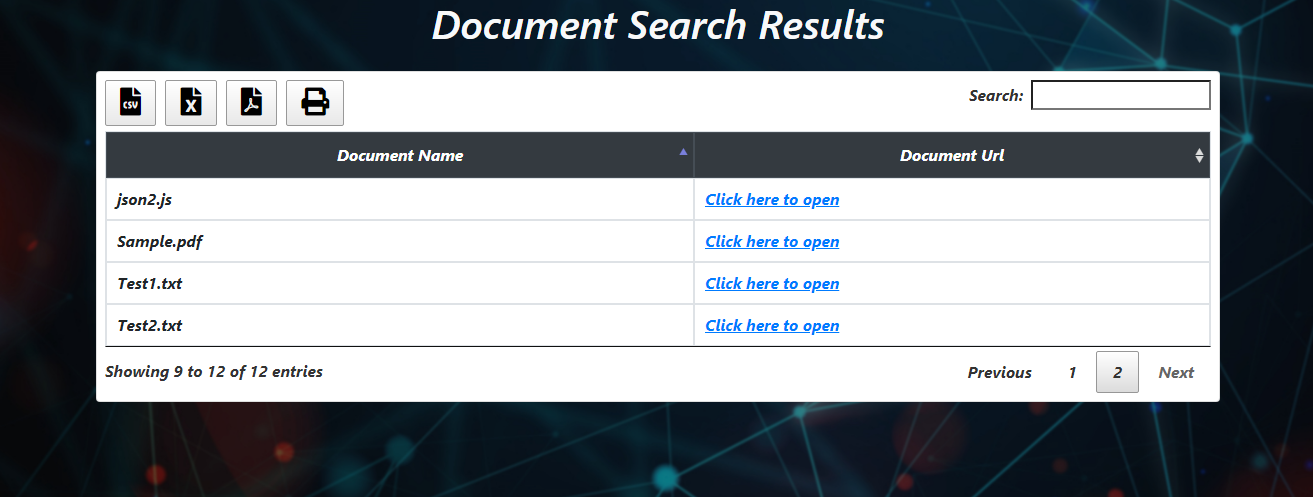 Document Search Results
CSV X
Search:
Document Name Document Url
json2.js Click here to open
Sample.pdf Click here to open
Test1.txt Click here to open
Test2.txt Click here to open
Showing 9 to 12 of 12 entries Previous 1 2 Next